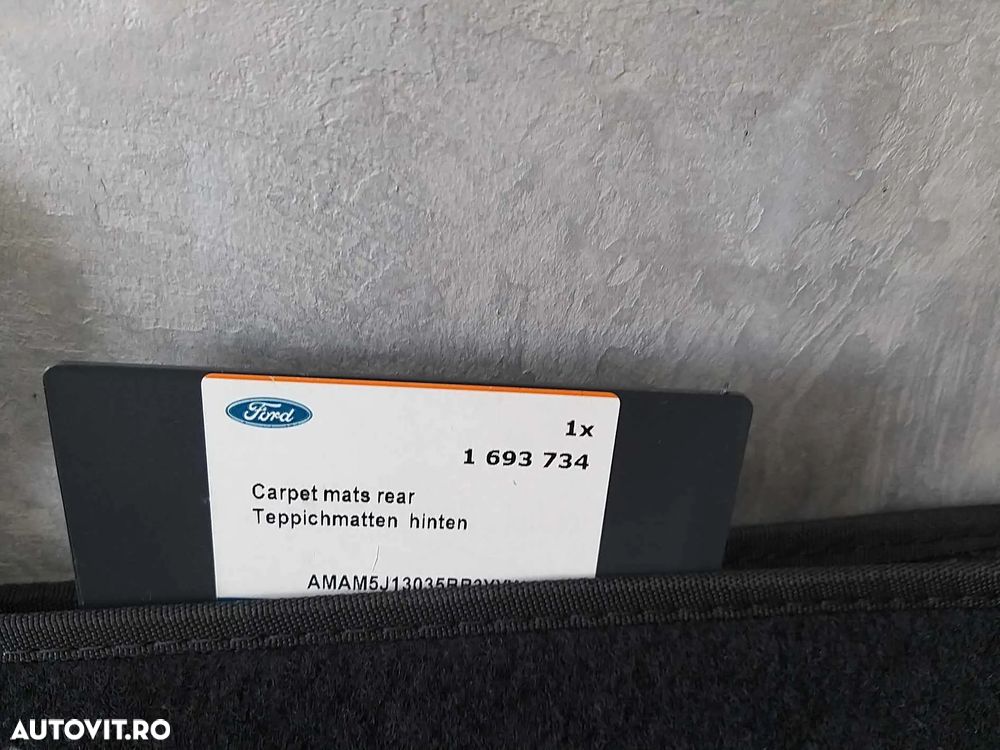 Ford
1x
1 693 734
Carpet mats rear
Teppichmatten hinten
AUTOVIT.RO